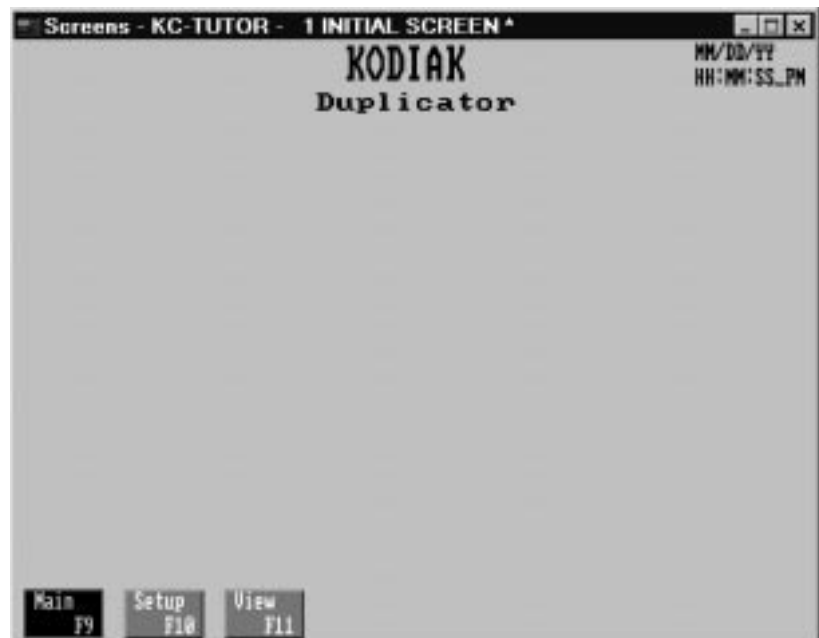 Screens - KC-TUTOR - 1 INITIAL SCREEN *
KODIAK
MM/DD/YY
HH:MM:SS_PM
Duplicator
Main
F9
Setup
F10
View
F11